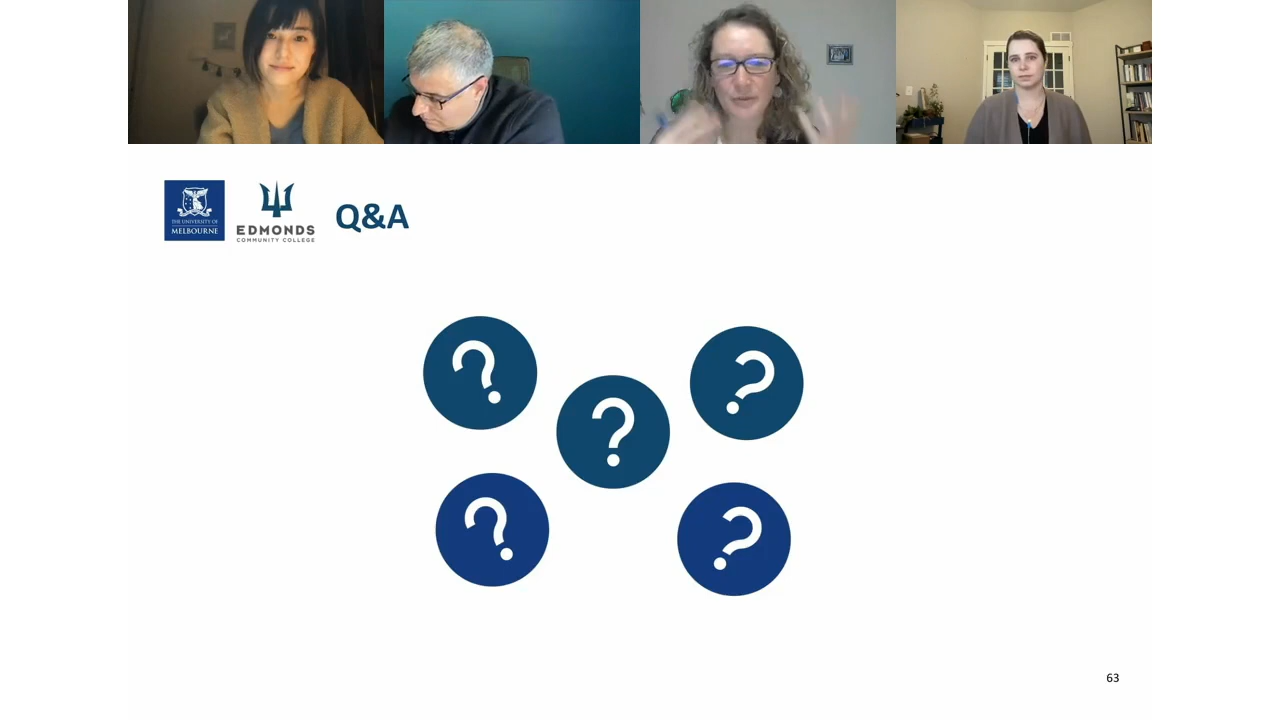 THE UNIVERSITY OF
MELBOURNE
EDMONDS
COMMUNITY COLLEGE
Q&A
?
?
?
?
?
63